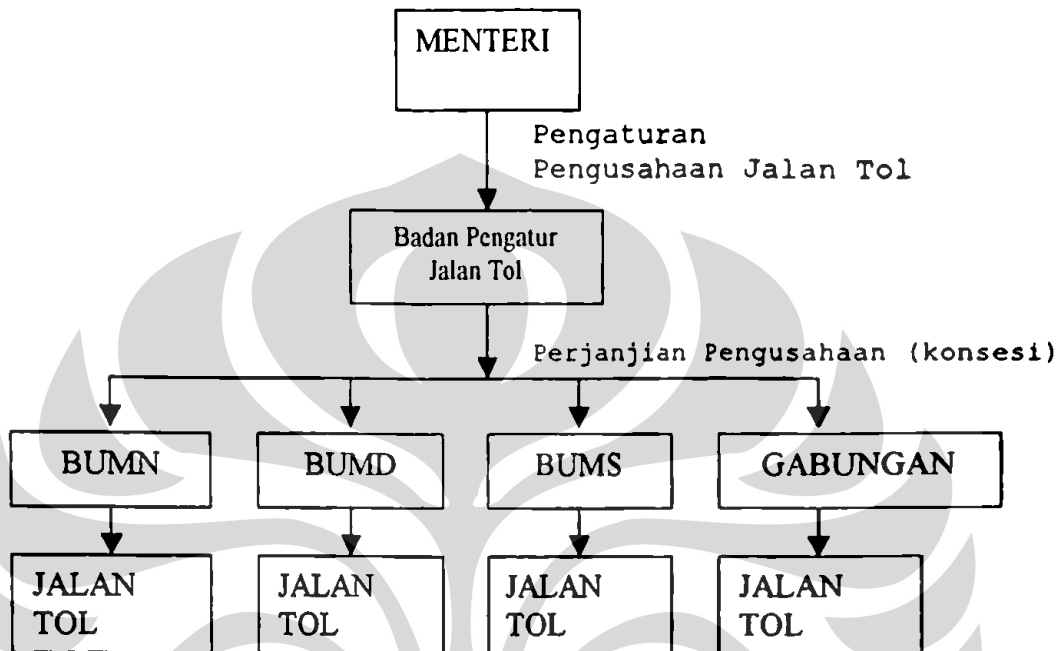 MENTERI
Pengaturan
Pengusahaan Jalan Tol
Badan Pengatur
Jalan Tol
Perjanjian Pengusahaan (konsesi)
BUMN
BUMD
BUMS
GABUNGAN
JALAN
TOL
JALAN
TOL
JALAN
TOL
JALAN
TOL